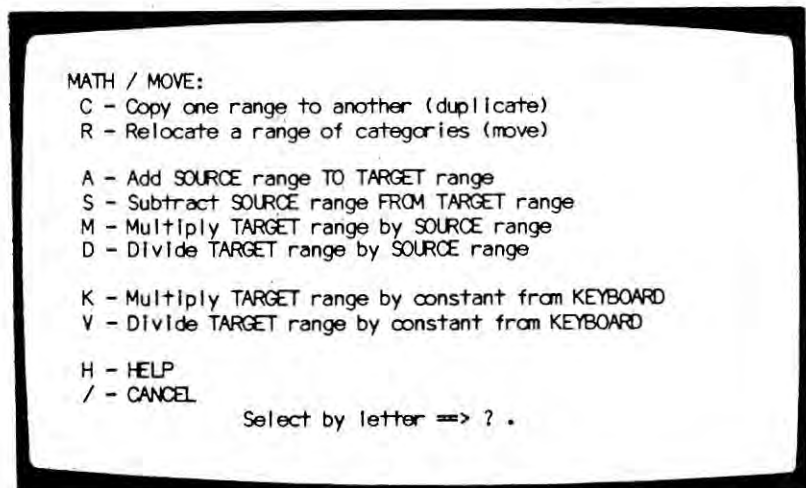 MATH / MOVE:
C - Copy one range to another (duplicate)
R - Relocate a range of categories (move)
A - Add SOURCE range TO TARGET range
S - Subtract SOURCE range FROM TARGET range
M - Multiply TARGET range by SOURCE range
D - Divide TARGET range by SOURCE range
K - Multiply TARGET range by constant from KEYBOARD
V - Divide TARGET range by constant from KEYBOARD
H - HELP
/ - CANCEL
Select by letter ==> ? .